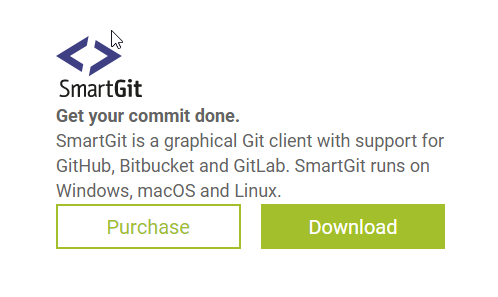 SmartGit
Get your commit done.
SmartGit is a graphical Git client with support for
GitHub, Bitbucket and GitLab. SmartGit runs on
Windows, macOS and Linux.
Purchase
Download